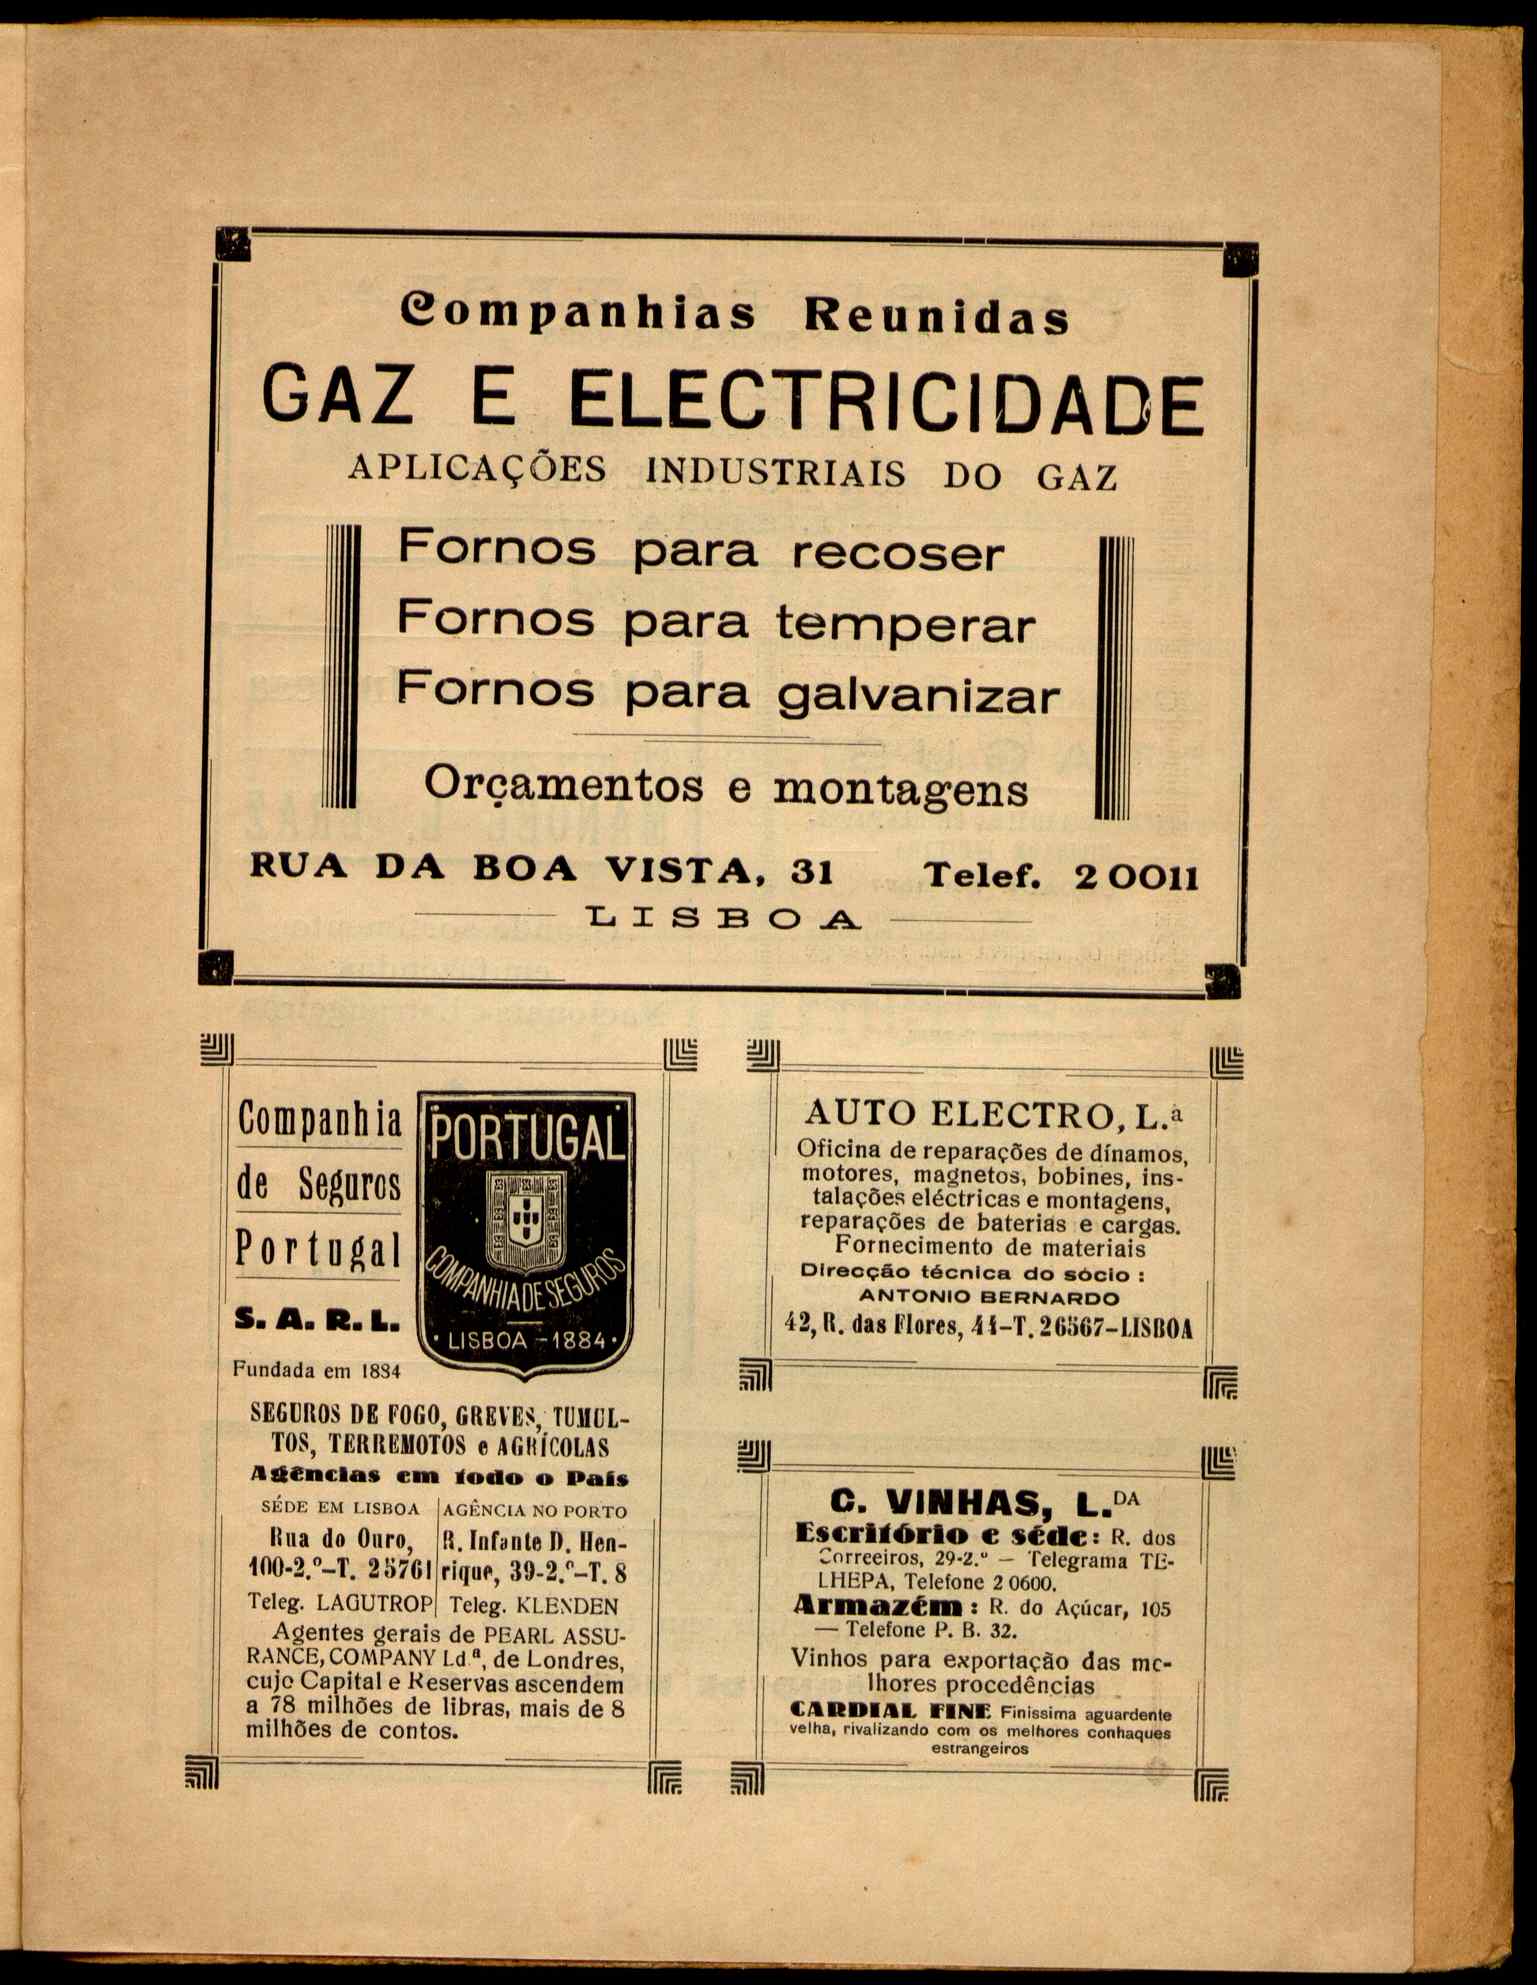 Companhias Reunidas
GAZ E ELECTRICIDADE
APLICAÇÕES INDUSTRIAIS DO GAZ
Fornos para recoser
Fornos para temperar
Fornos para galvanizar
Orçamentos e montagens
RUA DA BOA VISTA, 31 Telef. 2 0011
LISBOA
Companhia
de Seguros
Portugal
S. A. R. L.
Fundada em 1884
PORTUGAL
COMPANHIA DE SEGUROS
· LISBOA – 1884 ·
SEGUROS DE FOGO, GREVES, TUMUL-
TOS, TERREMOTOS e AGRÍCOLAS
Agências em todo o País
SÉDE EM LISBOA
Rua do Ouro,
100-2.º–T. 25761
Teleg. LAGUTROP
AGÊNCIA NO PORTO
R. Infante D. Hen-
rique, 39-2.º–T. 8
Teleg. KLENDEN
Agentes gerais de PEARL ASSU-
RANCE, COMPANY Ld.ª, de Londres,
cujo Capital e Reservas ascendem
a 78 milhões de libras, mais de 8
milhões de contos.
AUTO ELECTRO, L.ª
Oficina de reparações de dínamos,
motores, magnetos, bobines, ins-
talações eléctricas e montagens,
reparações de baterias e cargas.
Fornecimento de materiais
Direcção técnica do sócio :
ANTONIO BERNARDO
42, R. das Flores, 44–T. 26567–LISBOA
C. VINHAS, L.DA
Escritório e séde: R. dos
Correeiros, 29-2.º — Telegrama TE-
LHEPA, Telefone 2 0600.
Armazém : R. do Açúcar, 105
— Telefone P. B. 32.
Vinhos para exportação das me-
lhores procedências
CARDIAL FINE Finissima aguardente
velha, rivalizando com os melhores conhaques
estrangeiros